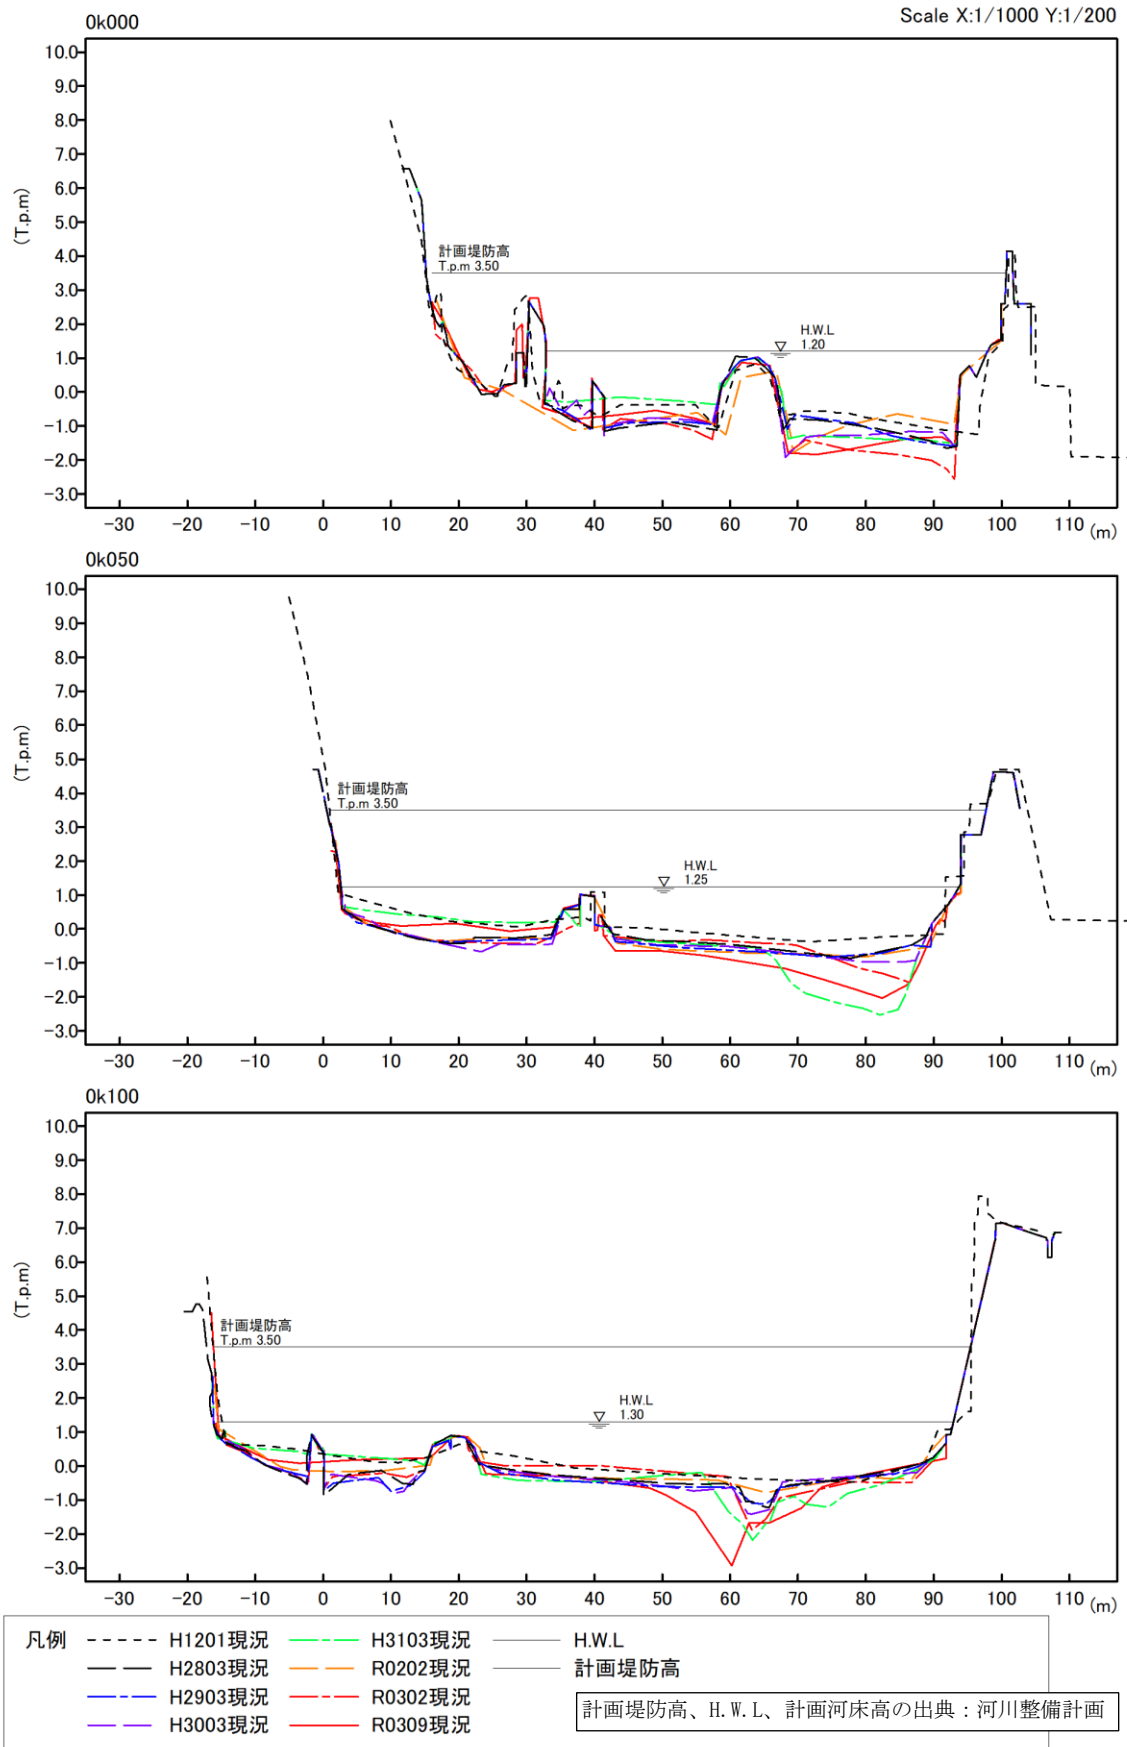 Scale X:1/1000 Y:1/200
0k000
10.0
9.0
8.0
7.0
6.0
5.0
4.0
3.0
2.0
1.0
0.0
-1.0
-2.0
-3.0
(T.p.m)
計画堤防高
T.p.m 3.50
H.W.L
1.20
-30 -20 -10 0 10 20 30 40 50 60 70 80 90 100 110 (m)
0k050
10.0
9.0
8.0
7.0
6.0
5.0
4.0
3.0
2.0
1.0
0.0
-1.0
-2.0
-3.0
(T.p.m)
計画堤防高
T.p.m 3.50
H.W.L
1.25
-30 -20 -10 0 10 20 30 40 50 60 70 80 90 100 110 (m)
0k100
10.0
9.0
8.0
7.0
6.0
5.0
4.0
3.0
2.0
1.0
0.0
-1.0
-2.0
-3.0
(T.p.m)
計画堤防高
T.p.m 3.50
H.W.L
1.30
-30 -20 -10 0 10 20 30 40 50 60 70 80 90 100 110 (m)
凡例 H1201現況 H3103現況 H.W.L
H2803現況 R0202現況 計画堤防高
H2903現況 R0302現況
H3003現況 R0309現況
計画堤防高、H.W.L、計画河床高の出典：河川整備計画